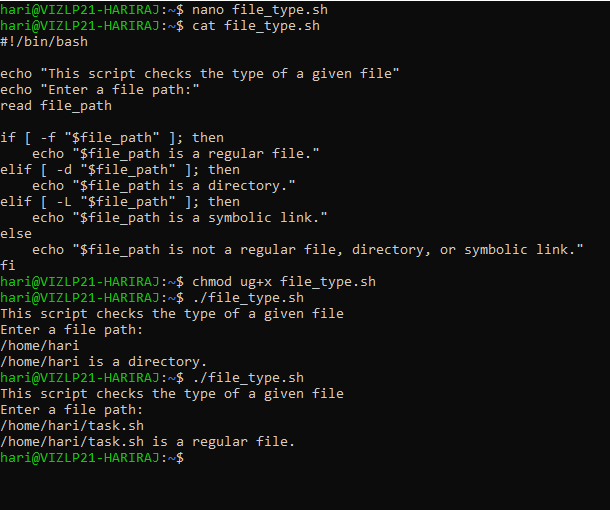 hari@VIZLP21-HARIRAJ:~$ nano file_type.sh
hari@VIZLP21-HARIRAJ:~$ cat file_type.sh
#!/bin/bash

echo "This script checks the type of a given file"
echo "Enter a file path:"
read file_path

if [ -f "$file_path" ]; then
    echo "$file_path is a regular file."
elif [ -d "$file_path" ]; then
    echo "$file_path is a directory."
elif [ -L "$file_path" ]; then
    echo "$file_path is a symbolic link."
else
    echo "$file_path is not a regular file, directory, or symbolic link."
fi
hari@VIZLP21-HARIRAJ:~$ chmod ug+x file_type.sh
hari@VIZLP21-HARIRAJ:~$ ./file_type.sh
This script checks the type of a given file
Enter a file path:
/home/hari
/home/hari is a directory.
hari@VIZLP21-HARIRAJ:~$ ./file_type.sh
This script checks the type of a given file
Enter a file path:
/home/hari/task.sh
/home/hari/task.sh is a regular file.
hari@VIZLP21-HARIRAJ:~$